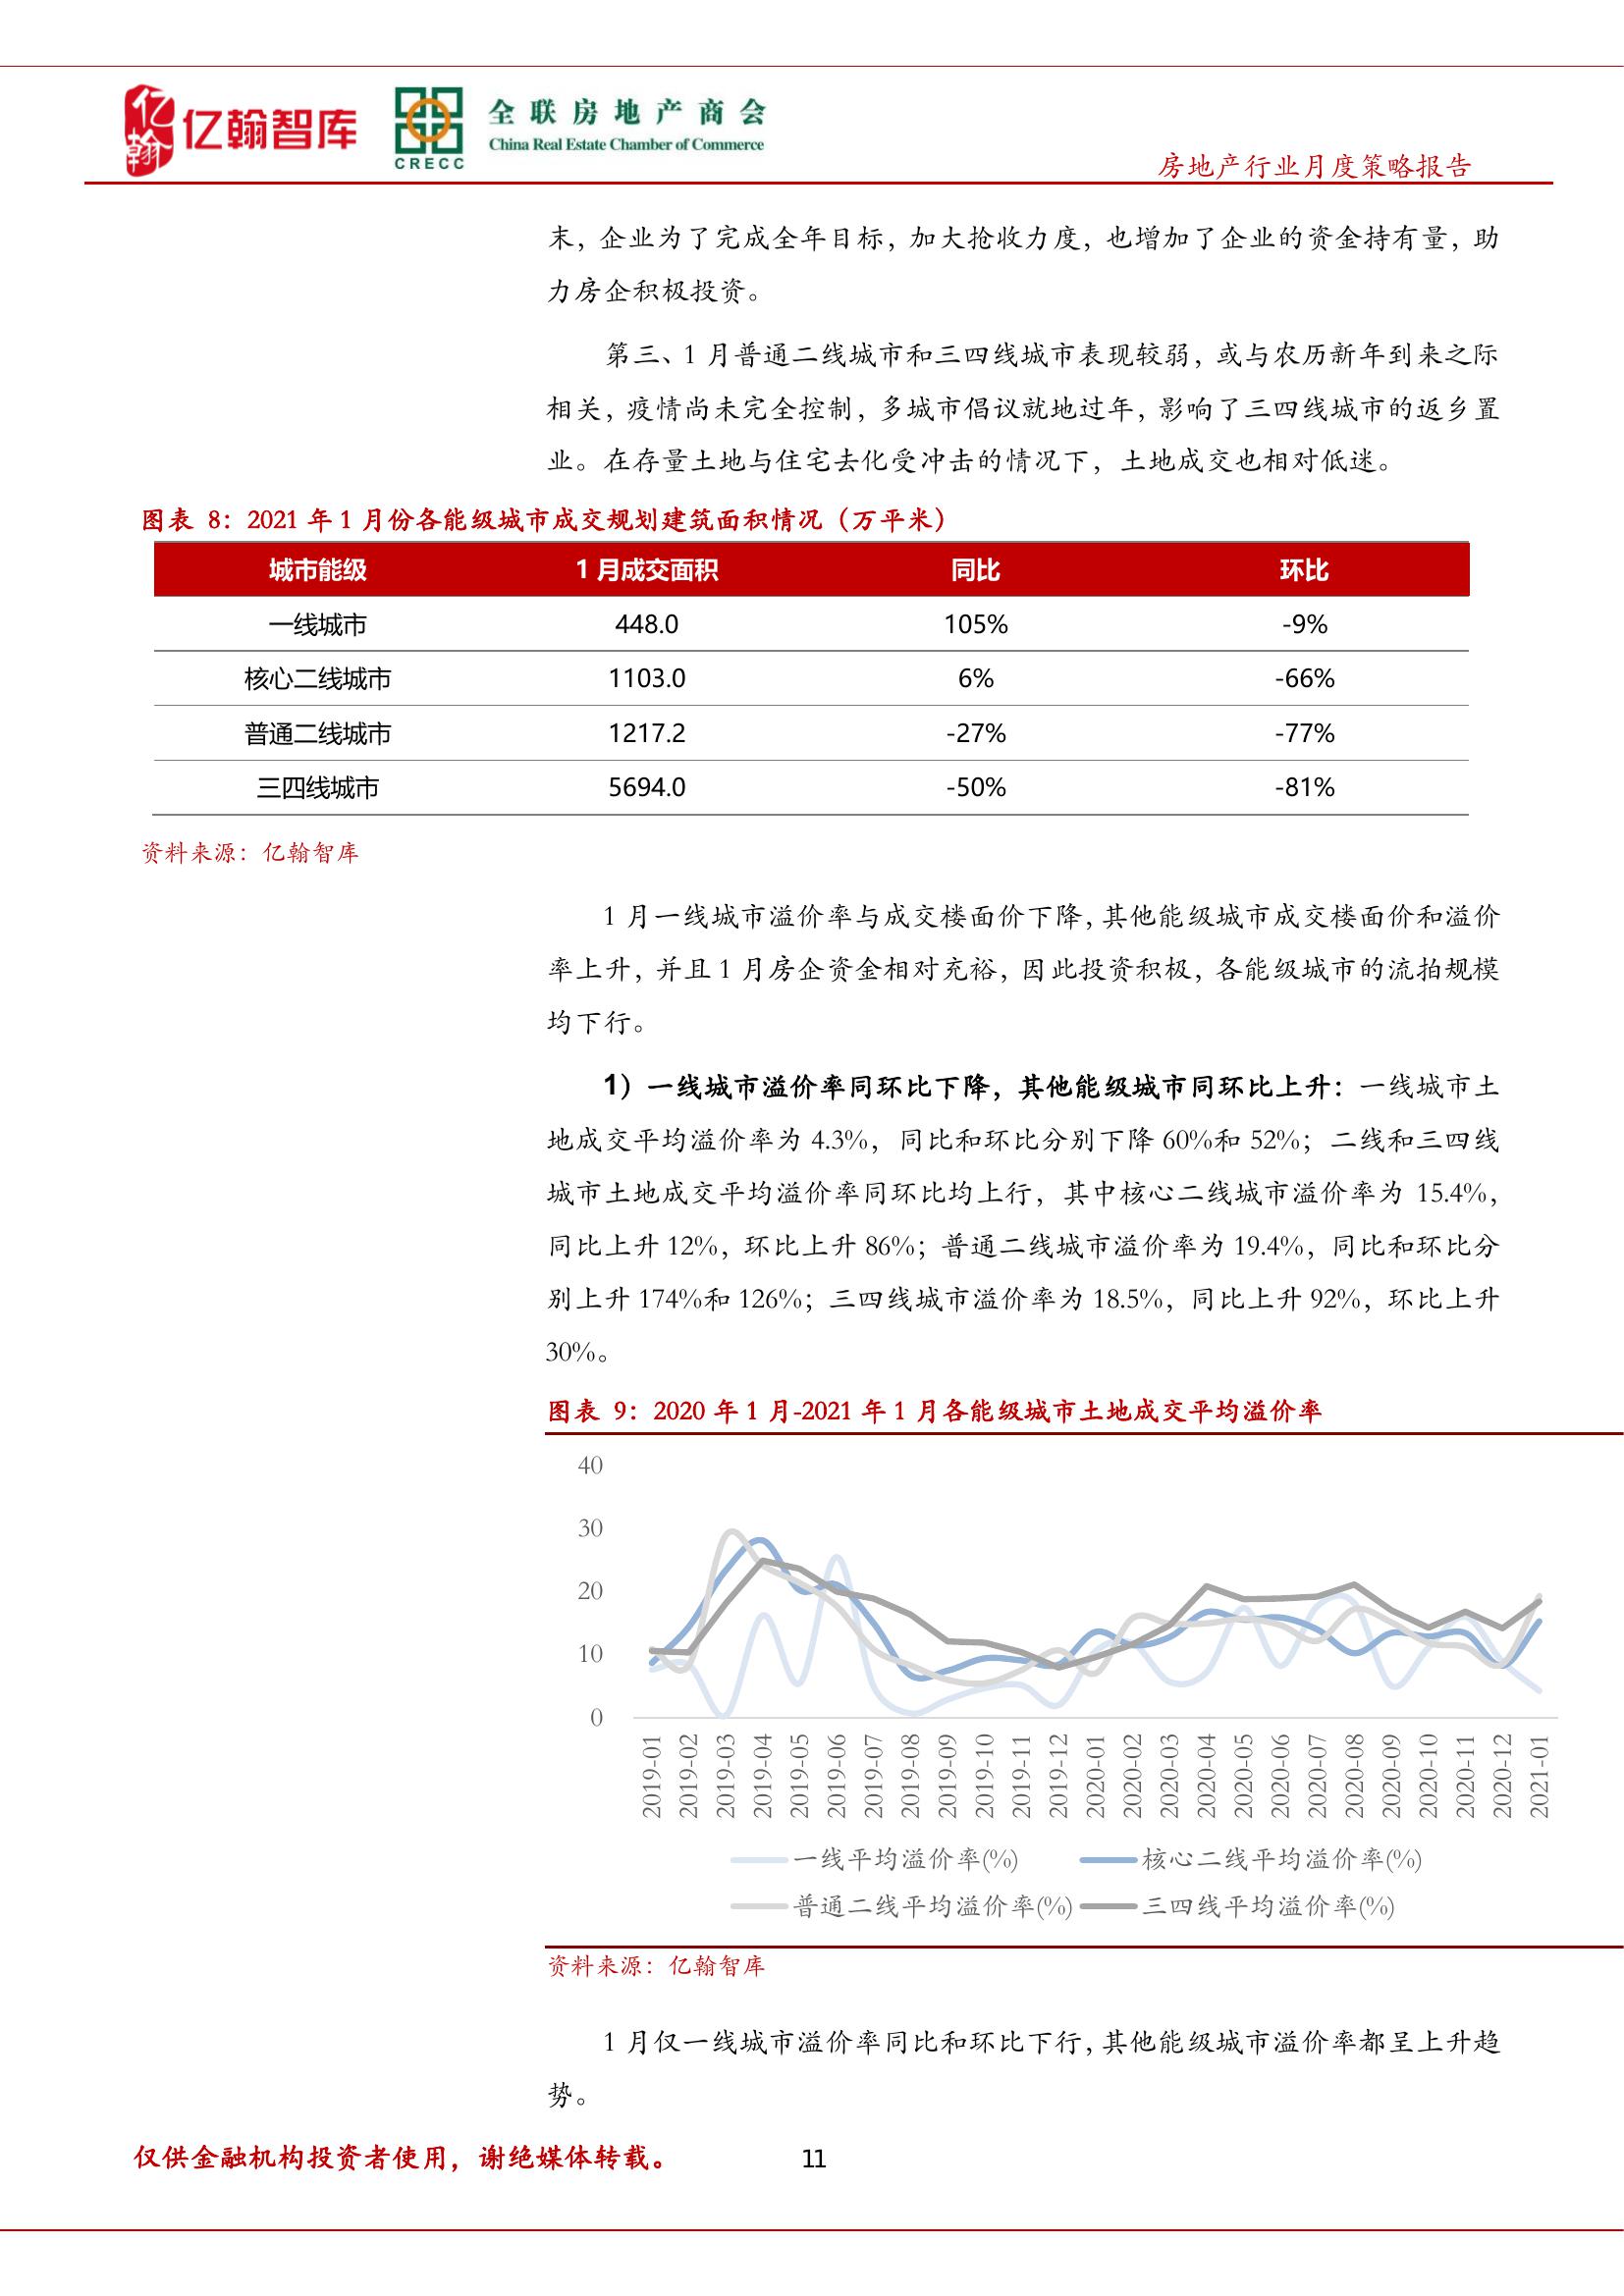 亿翰
亿翰智库
CRECC
全联房地产商会
China Real Estate Chamber of Commerce
房地产行业月度策略报告
末，企业为了完成全年目标，加大抢收力度，也增加了企业的资金持有量，助
力房企积极投资。
第三、1 月普通二线城市和三四线城市表现较弱，或与农历新年到来之际
相关，疫情尚未完全控制，多城市倡议就地过年，影响了三四线城市的返乡置
业。在存量土地与住宅去化受冲击的情况下，土地成交也相对低迷。
图表 8：2021 年 1 月份各能级城市成交规划建筑面积情况（万平米）
城市能级 1 月成交面积 同比 环比
一线城市 448.0 105% -9%
核心二线城市 1103.0 6% -66%
普通二线城市 1217.2 -27% -77%
三四线城市 5694.0 -50% -81%
资料来源：亿翰智库
1 月一线城市溢价率与成交楼面价下降，其他能级城市成交楼面价和溢价
率上升，并且 1 月房企资金相对充裕，因此投资积极，各能级城市的流拍规模
均下行。
1）一线城市溢价率同环比下降，其他能级城市同环比上升：一线城市土
地成交平均溢价率为 4.3%，同比和环比分别下降 60%和 52%；二线和三四线
城市土地成交平均溢价率同环比均上行，其中核心二线城市溢价率为 15.4%，
同比上升 12%，环比上升 86%；普通二线城市溢价率为 19.4%，同比和环比分
别上升 174%和 126%；三四线城市溢价率为 18.5%，同比上升 92%，环比上升
30%。
图表 9：2020 年 1 月-2021 年 1 月各能级城市土地成交平均溢价率
40
30
20
10
0
2019-01 2019-02 2019-03 2019-04 2019-05 2019-06 2019-07 2019-08 2019-09 2019-10 2019-11 2019-12 2020-01 2020-02 2020-03 2020-04 2020-05 2020-06 2020-07 2020-08 2020-09 2020-10 2020-11 2020-12 2021-01
一线平均溢价率(%) 核心二线平均溢价率(%)
普通二线平均溢价率(%) 三四线平均溢价率(%)
资料来源：亿翰智库
1 月仅一线城市溢价率同比和环比下行，其他能级城市溢价率都呈上升趋
势。
仅供金融机构投资者使用，谢绝媒体转载。 11